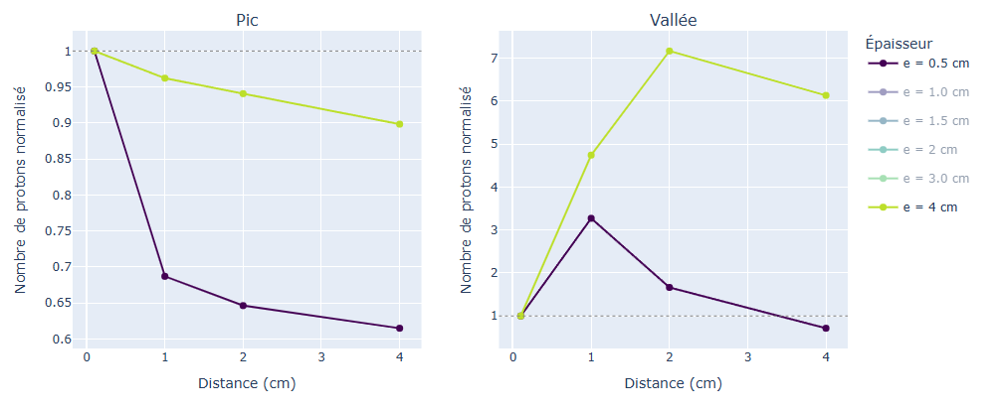 Pic
Vallée
Nombre de protons normalisé
1
0.95
0.9
0.85
0.8
0.75
0.7
0.65
0.6
0
1
2
3
4
Distance (cm)
Nombre de protons normalisé
7
6
5
4
3
2
1
0
1
2
3
4
Distance (cm)
Épaisseur
e = 0.5 cm
e = 1.0 cm
e = 1.5 cm
e = 2 cm
e = 3.0 cm
e = 4 cm